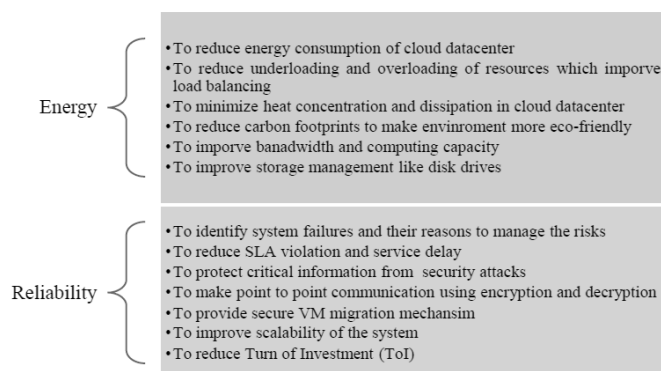 Energy
•To reduce energy consumption of cloud datacenter
•To reduce underloading and overloading of resources which imporve
load balancing
•To minimize heat concentration and dissipation in cloud datacenter
•To reduce carbon footprints to make envinroment more eco-friendly
•To imporve banadwidth and computing capacity
•To improve storage management like disk drives
Reliability
•To identify system failures and their reasons to manage the risks
•To reduce SLA violation and service delay
•To protect critical information from security attacks
•To make point to point communication using encryption and decryption
•To provide secure VM migration mechansim
•To improve scalability of the system
•To reduce Turn of Investment (ToI)